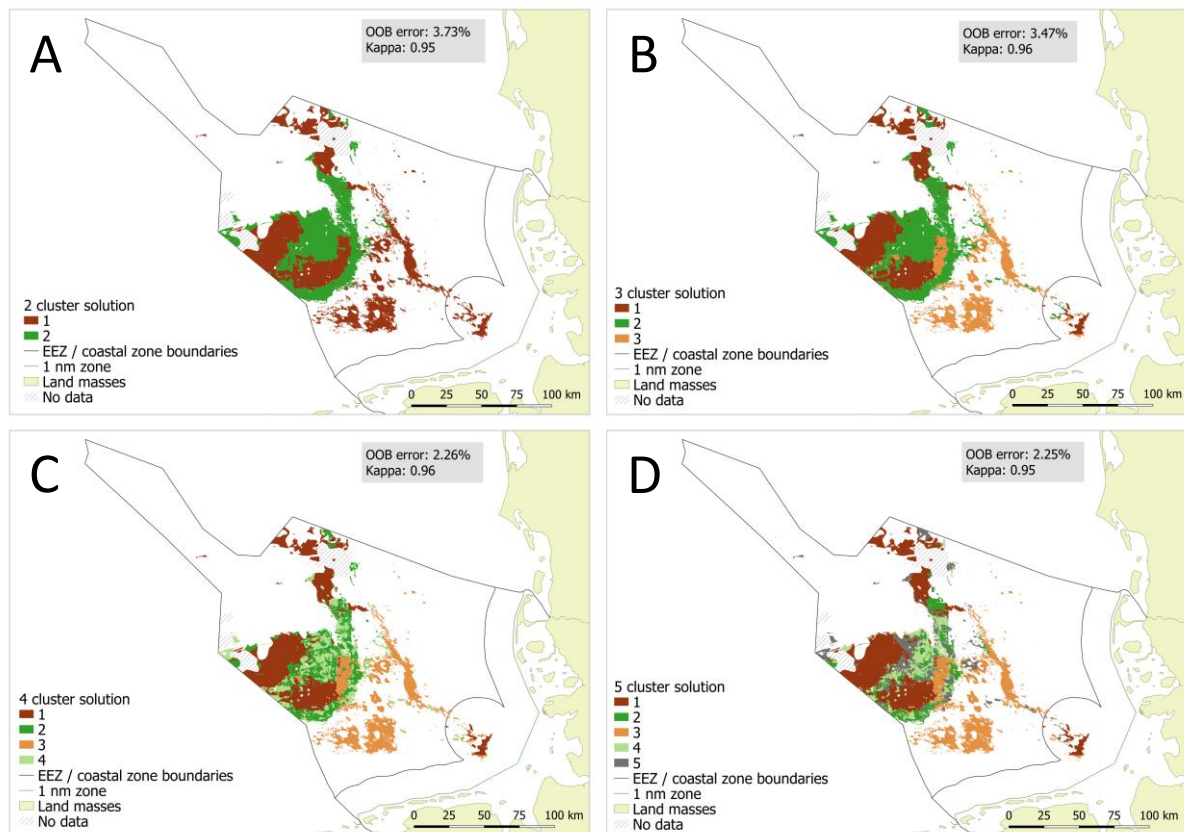 A
OOB error: 3.73%
Kappa: 0.95
2 cluster solution
1
2
EEZ / coastal zone boundaries
1 nm zone
Land masses
No data
0 25 50 75 100 km
B
OOB error: 3.47%
Kappa: 0.96
3 cluster solution
1
2
3
EEZ / coastal zone boundaries
1 nm zone
Land masses
No data
0 25 50 75 100 km
C
OOB error: 2.26%
Kappa: 0.96
4 cluster solution
1
2
3
4
EEZ / coastal zone boundaries
1 nm zone
Land masses
No data
0 25 50 75 100 km
D
OOB error: 2.25%
Kappa: 0.95
5 cluster solution
1
2
3
4
5
EEZ / coastal zone boundaries
1 nm zone
Land masses
No data
0 25 50 75 100 km